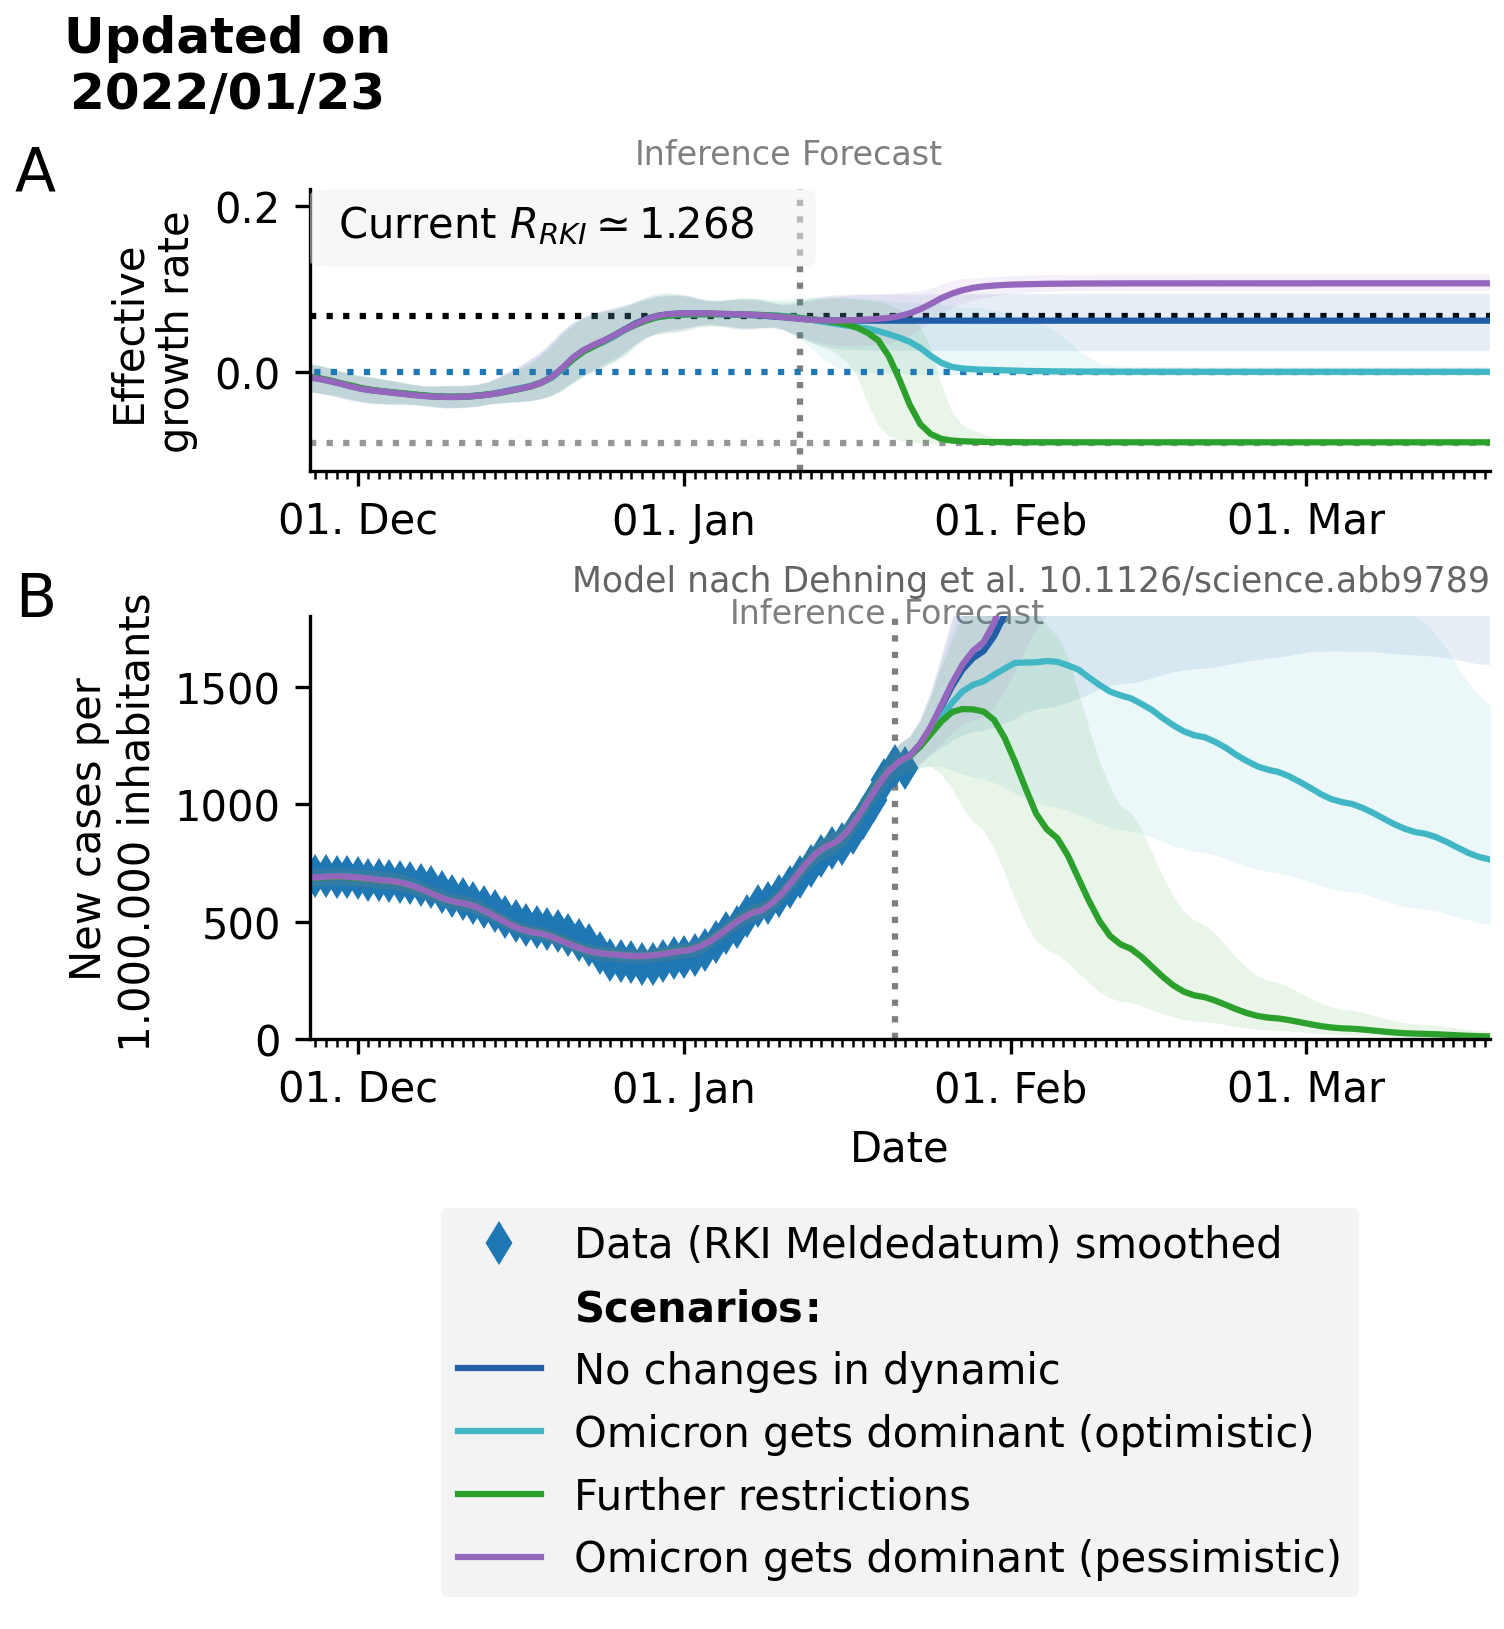 Updated on
2022/01/23
A
Inference Forecast
Current R_RKI ≃ 1.268
Effective
growth rate
0.2
0.0
01. Dec
01. Jan
01. Feb
01. Mar
B
Model nach Dehning et al. 10.1126/science.abb9789
Inference Forecast
New cases per
1.000.000 inhabitants
1500
1000
500
0
01. Dec
01. Jan
01. Feb
01. Mar
Date
Data (RKI Meldedatum) smoothed
Scenarios:
No changes in dynamic
Omicron gets dominant (optimistic)
Further restrictions
Omicron gets dominant (pessimistic)